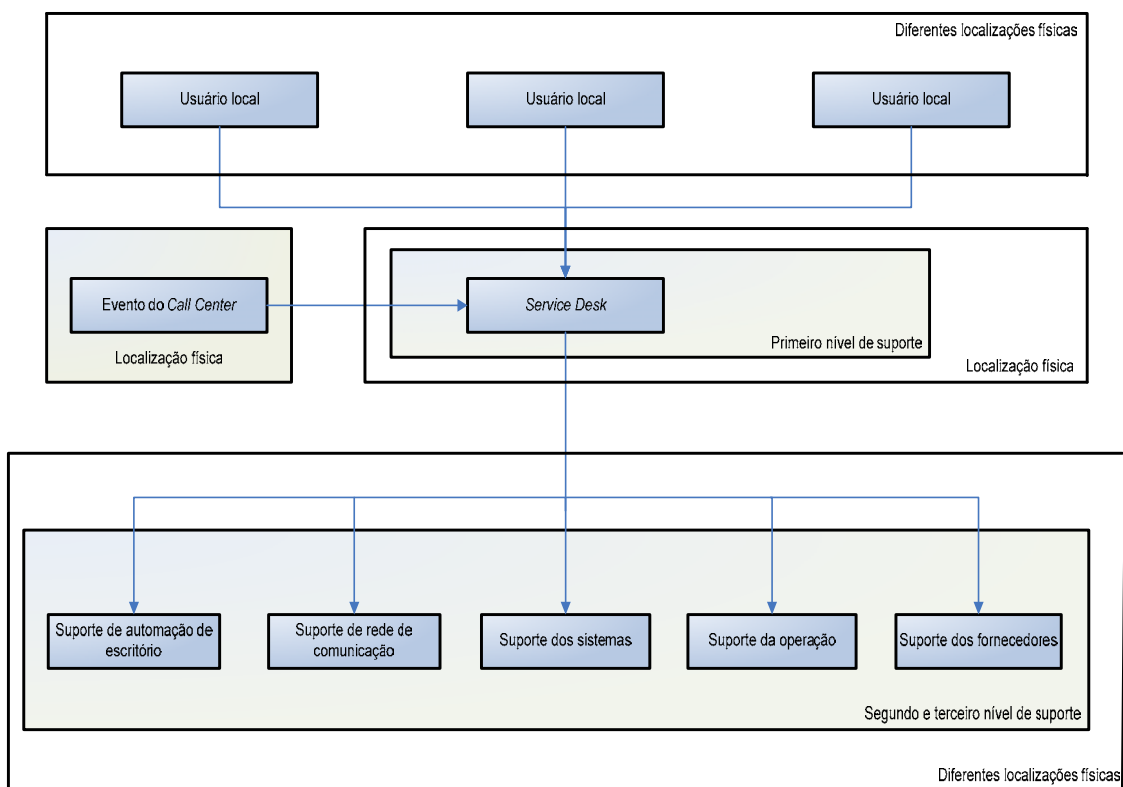 Diferentes localizações físicas
Usuário local
Usuário local
Usuário local
Evento do Call Center
Localização física
Service Desk
Primeiro nível de suporte
Localização física
Suporte de automação de
escritório
Suporte de rede de
comunicação
Suporte dos sistemas
Suporte da operação
Suporte dos fornecedores
Segundo e terceiro nível de suporte
Diferentes localizações físicas